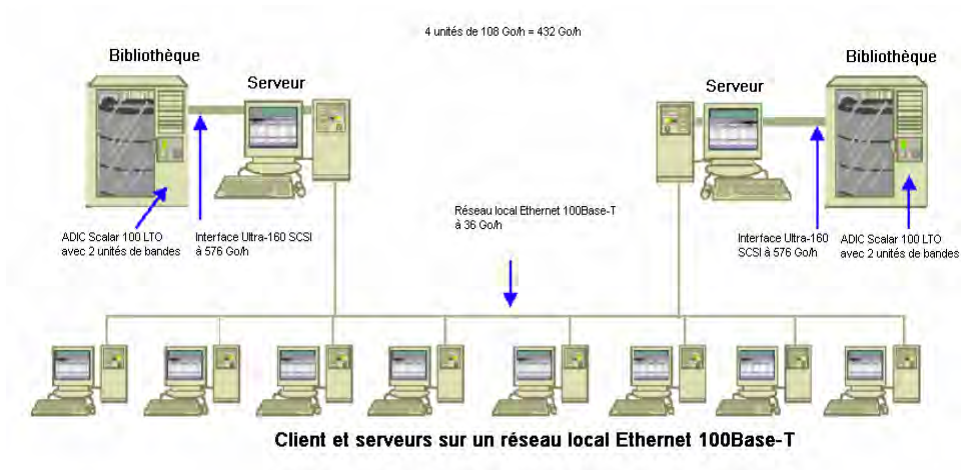 4 unités de 108 Go/h = 432 Go/h
Bibliothèque
Serveur
Serveur
Bibliothèque
ADIC Scalar 100 LTO
avec 2 unités de bandes
Interface Ultra-160 SCSI
à 576 Go/h
Réseau local Ethernet 100Base-T
à 36 Go/h
Interface Ultra-160
SCSI à 576 Go/h
ADIC Scalar 100 LTO
avec 2 unités de bandes
Client et serveurs sur un réseau local Ethernet 100Base-T